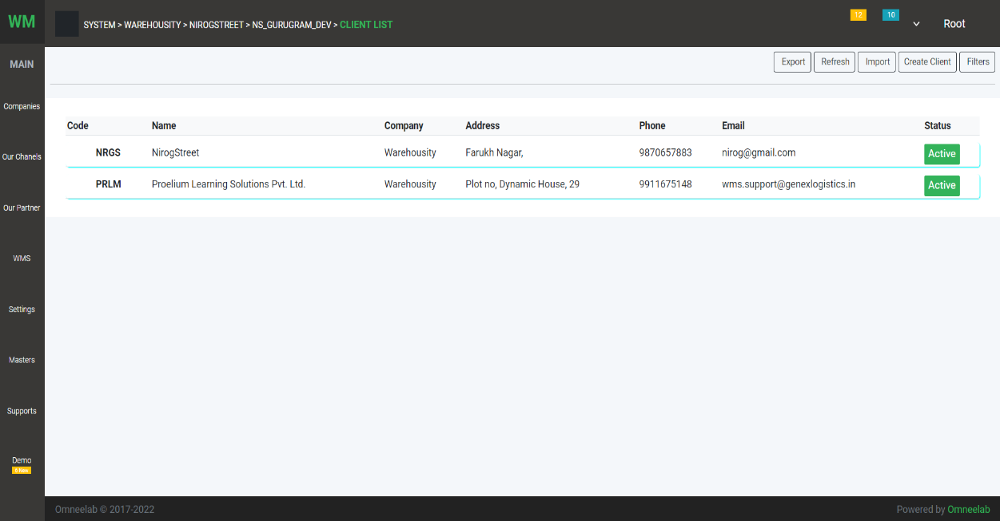 WM
SYSTEM > WAREHOUSITY > NIROGSTREET > NS_GURUGRAM_DEV > CLIENT LIST
12
10
Root
MAIN
Companies
Our Chanels
Our Partner
WMS
Settings
Masters
Supports
Demo
6 New
Export Refresh Import Create Client Filters
Code Name Company Address Phone Email Status
NRGS NirogStreet Warehousity Farukh Nagar, 9870657883 nirog@gmail.com Active
PRLM Proelium Learning Solutions Pvt. Ltd. Warehousity Plot no, Dynamic House, 29 9911675148 wms.support@genexlogistics.in Active
Omneelab © 2017-2022
Powered by Omneelab